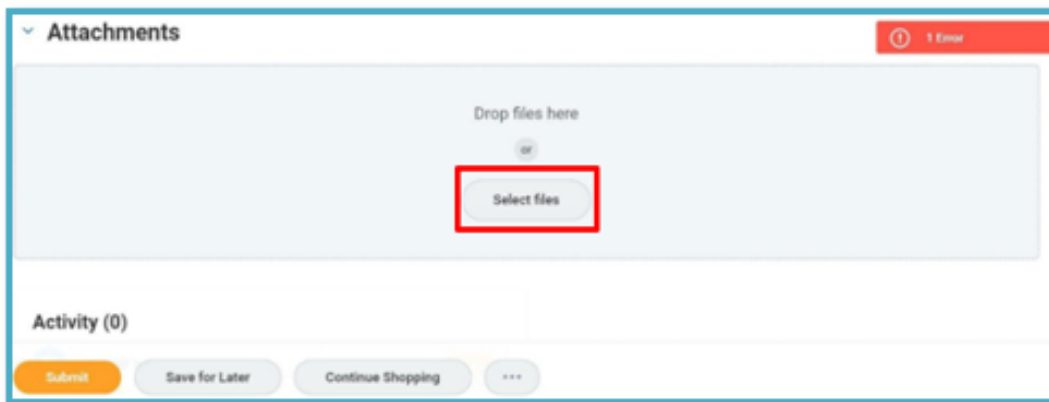 Attachments
1 Error
Drop files here
or
Select files
Activity (0)
Submit
Save for Later
Continue Shopping
...